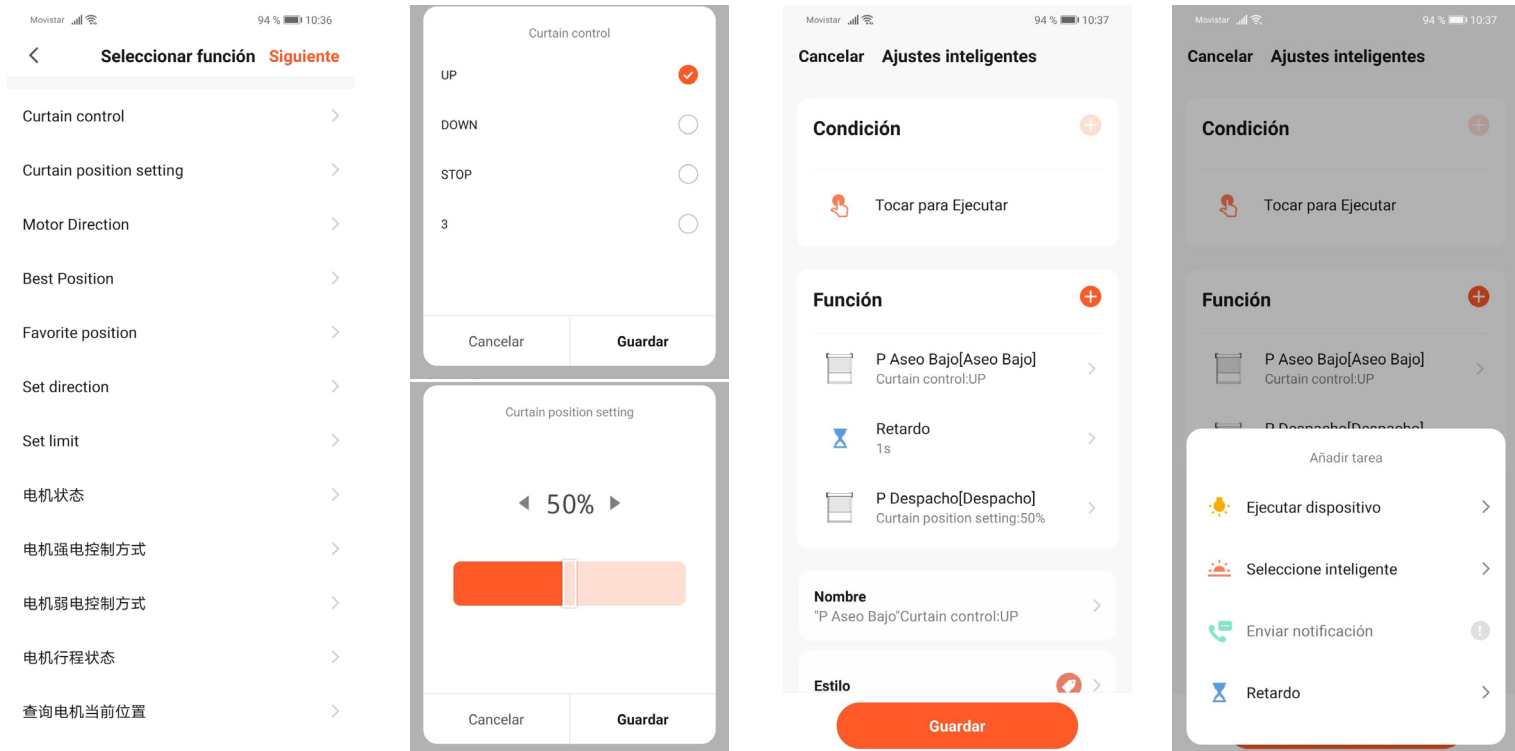 Movistar 94 % 10:36
Seleccionar función Siguiente
Curtain control
Curtain position setting
Motor Direction
Best Position
Favorite position
Set direction
Set limit
电机状态
电机强电控制方式
电机弱电控制方式
电机行程状态
查询电机当前位置
Curtain control
UP
DOWN
STOP
3
Cancelar Guardar
Curtain position setting
50%
Cancelar Guardar
Movistar 94 % 10:37
Cancelar Ajustes inteligentes
Condición
Tocar para Ejecutar
Función
P Aseo Bajo[Aseo Bajo]
Curtain control:UP
Retardo
1s
P Despacho[Despacho]
Curtain position setting:50%
Nombre
"P Aseo Bajo"Curtain control:UP
Estilo
Guardar
Movistar 94 % 10:37
Cancelar Ajustes inteligentes
Condición
Tocar para Ejecutar
Función
P Aseo Bajo[Aseo Bajo]
Curtain control:UP
P Despacho[Despacho]
Añadir tarea
Ejecutar dispositivo
Seleccione inteligente
Enviar notificación
Retardo